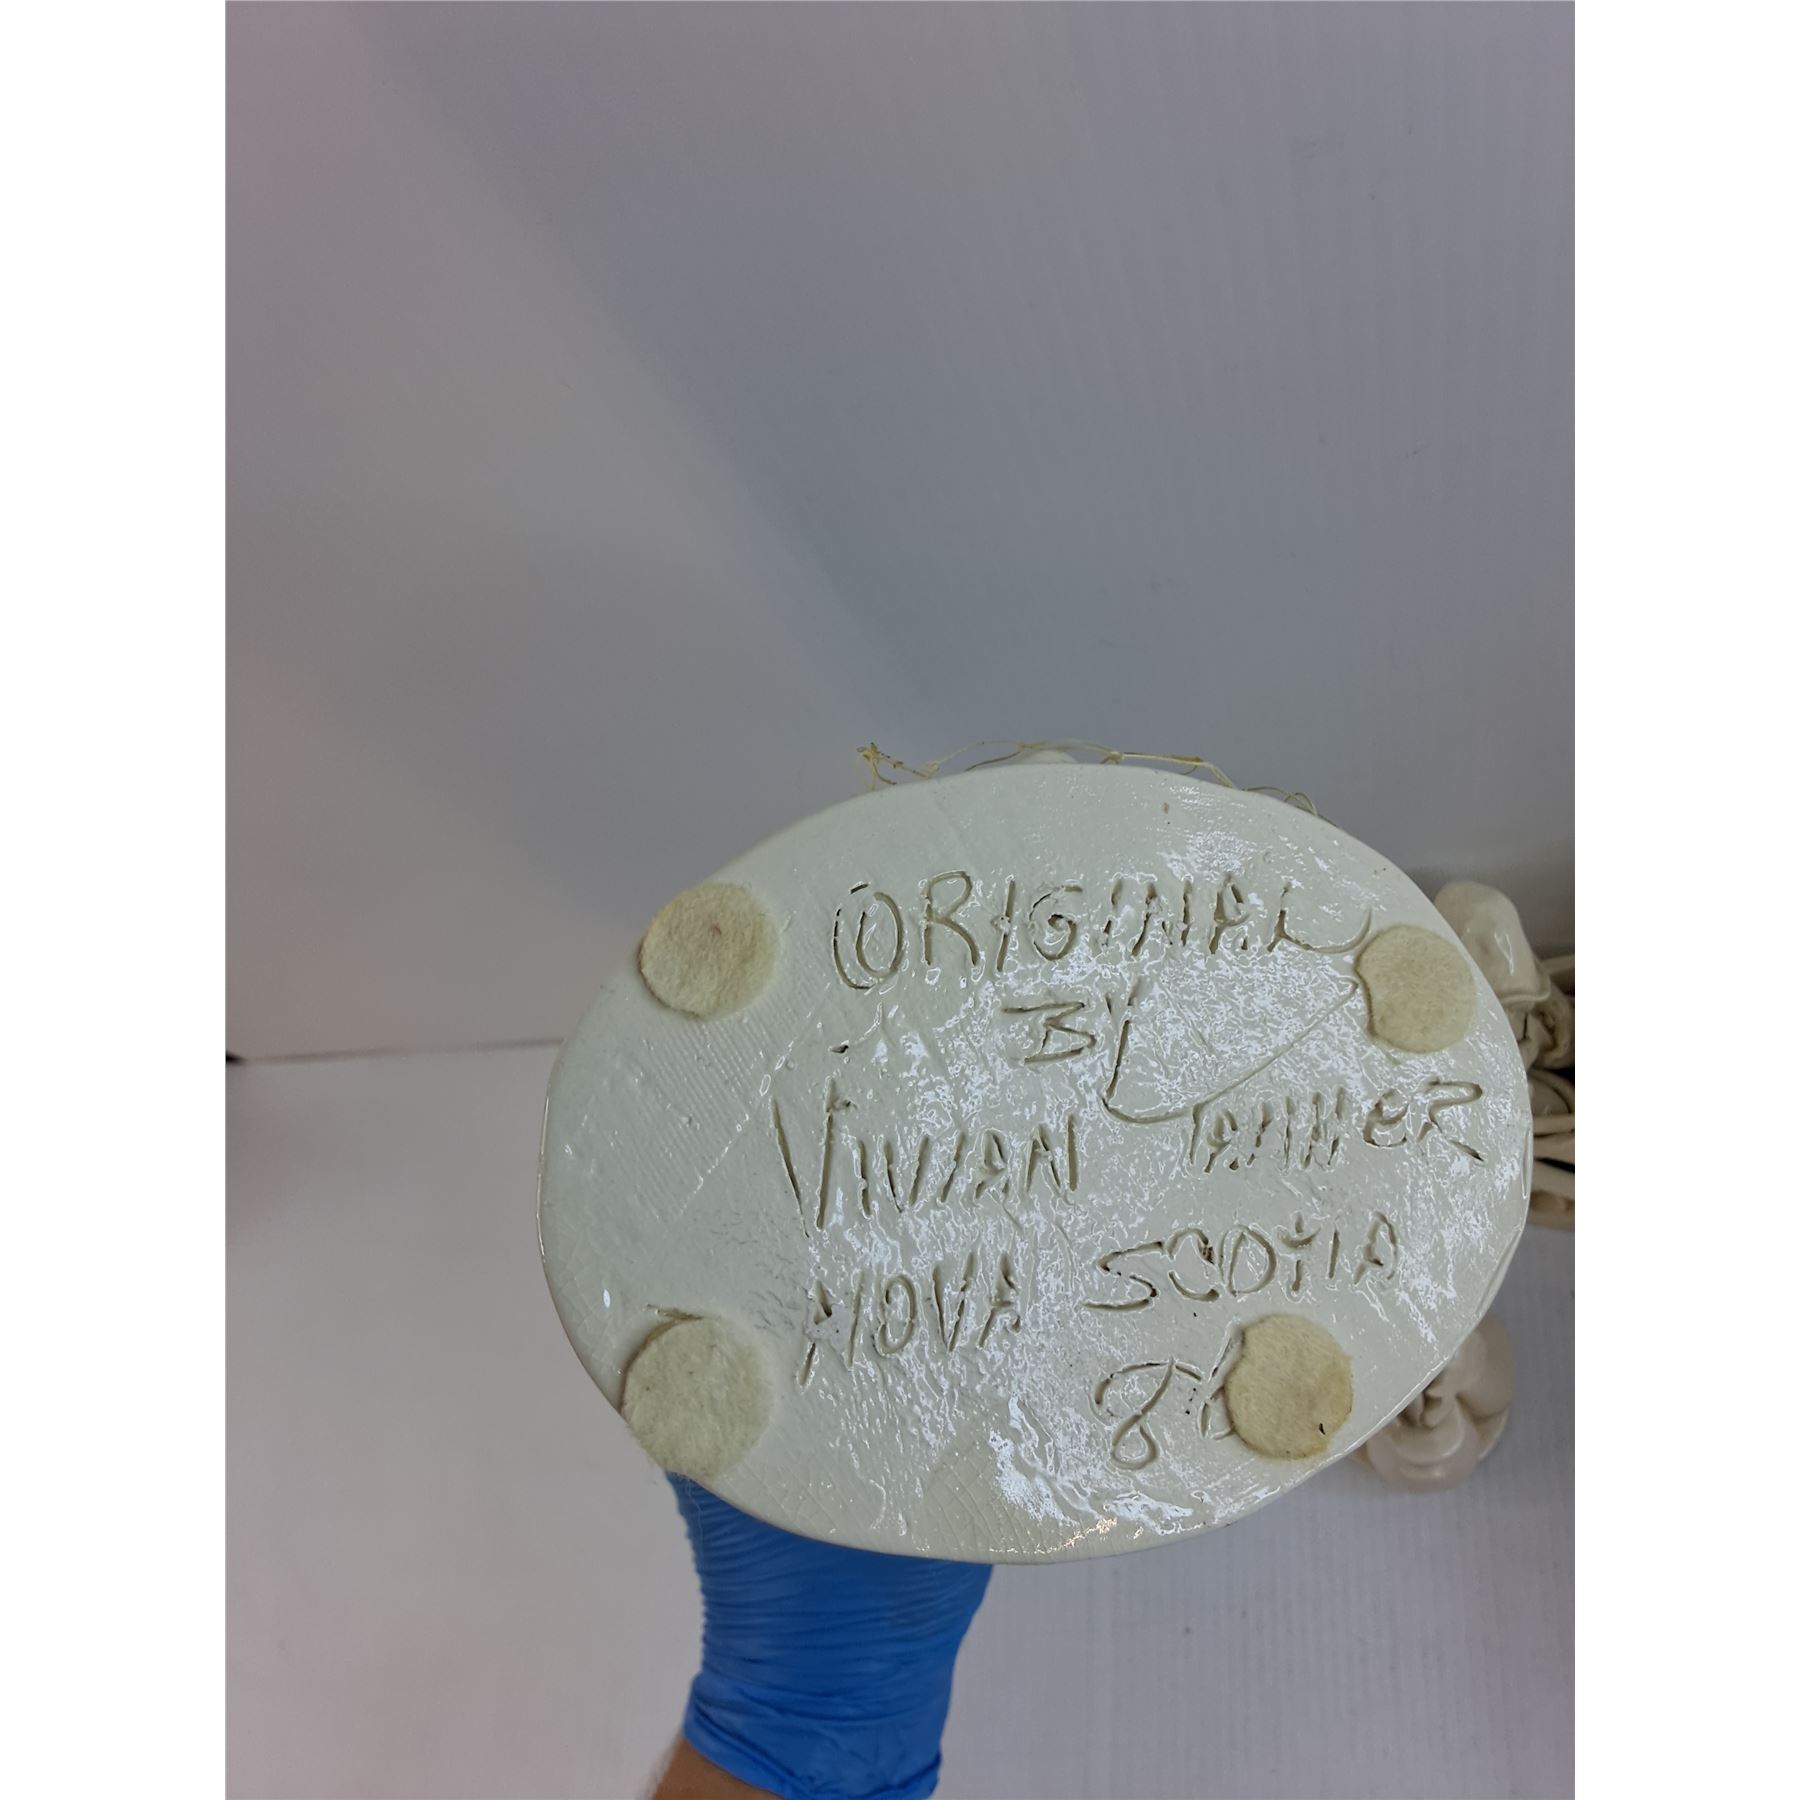 ORIGINAL
BY
VIVIAN TANNER
NOVA SCOTIA
86